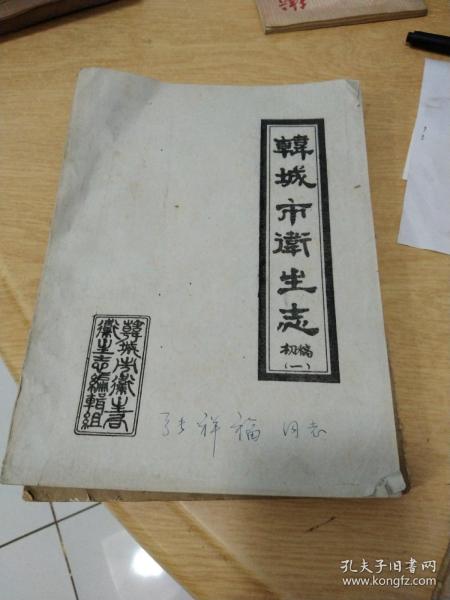 韓城市衛生志
初稿
(一)
韓城市衛生局
衛生志編輯組
张祥福 同志
孔夫子旧书网
www.kongfz.com